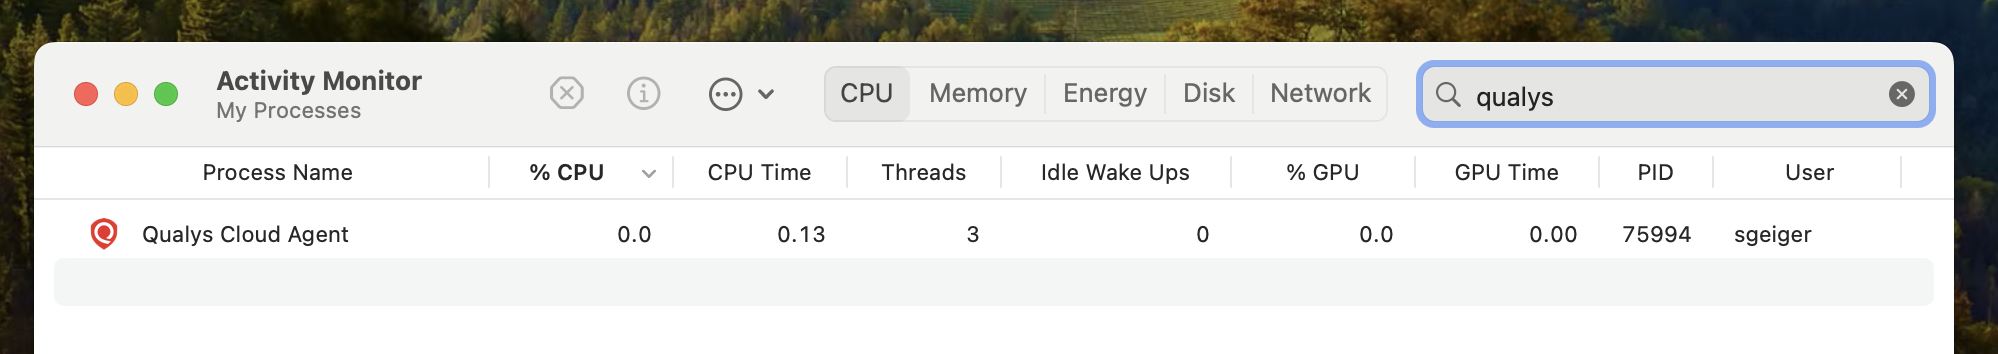 Activity Monitor
My Processes
CPU Memory Energy Disk Network
qualys
Process Name % CPU CPU Time Threads Idle Wake Ups % GPU GPU Time PID User
Qualys Cloud Agent 0.0 0.13 3 0 0.0 0.00 75994 sgeiger